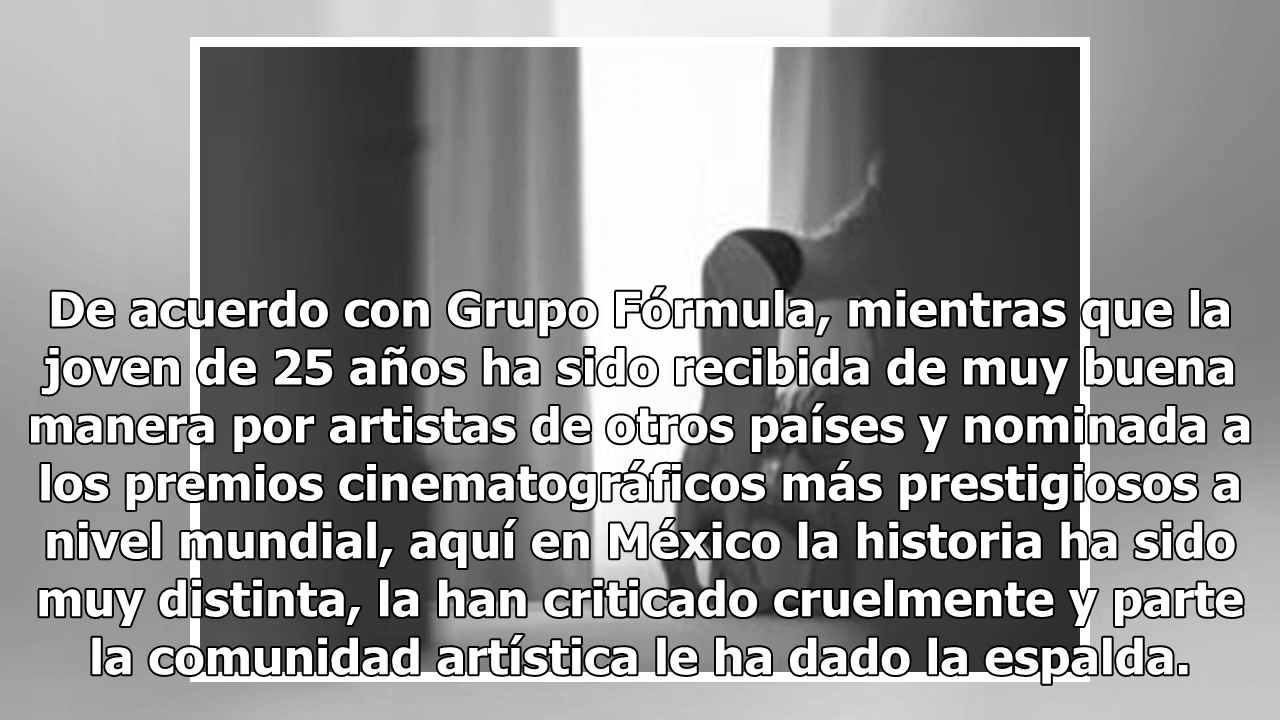 De acuerdo con Grupo Fórmula, mientras que la
joven de 25 años ha sido recibida de muy buena
manera por artistas de otros países y nominada a
los premios cinematográficos más prestigiosos a
nivel mundial, aquí en México la historia ha sido
muy distinta, la han criticado cruelmente y parte
la comunidad artística le ha dado la espalda.